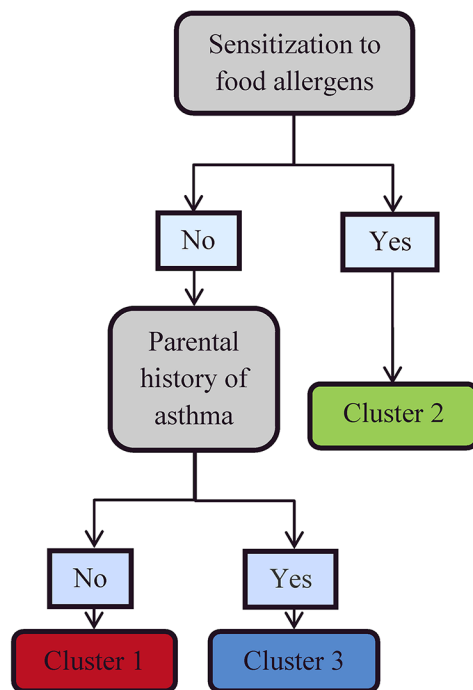 Sensitization to
food allergens
No
Yes
Parental
history of
asthma
Cluster 2
No
Yes
Cluster 1
Cluster 3